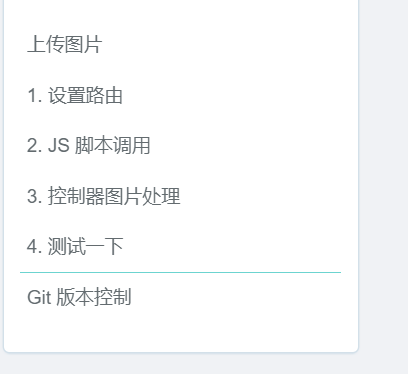 上传图片
1. 设置路由
2. JS 脚本调用
3. 控制器图片处理
4. 测试一下
Git 版本控制